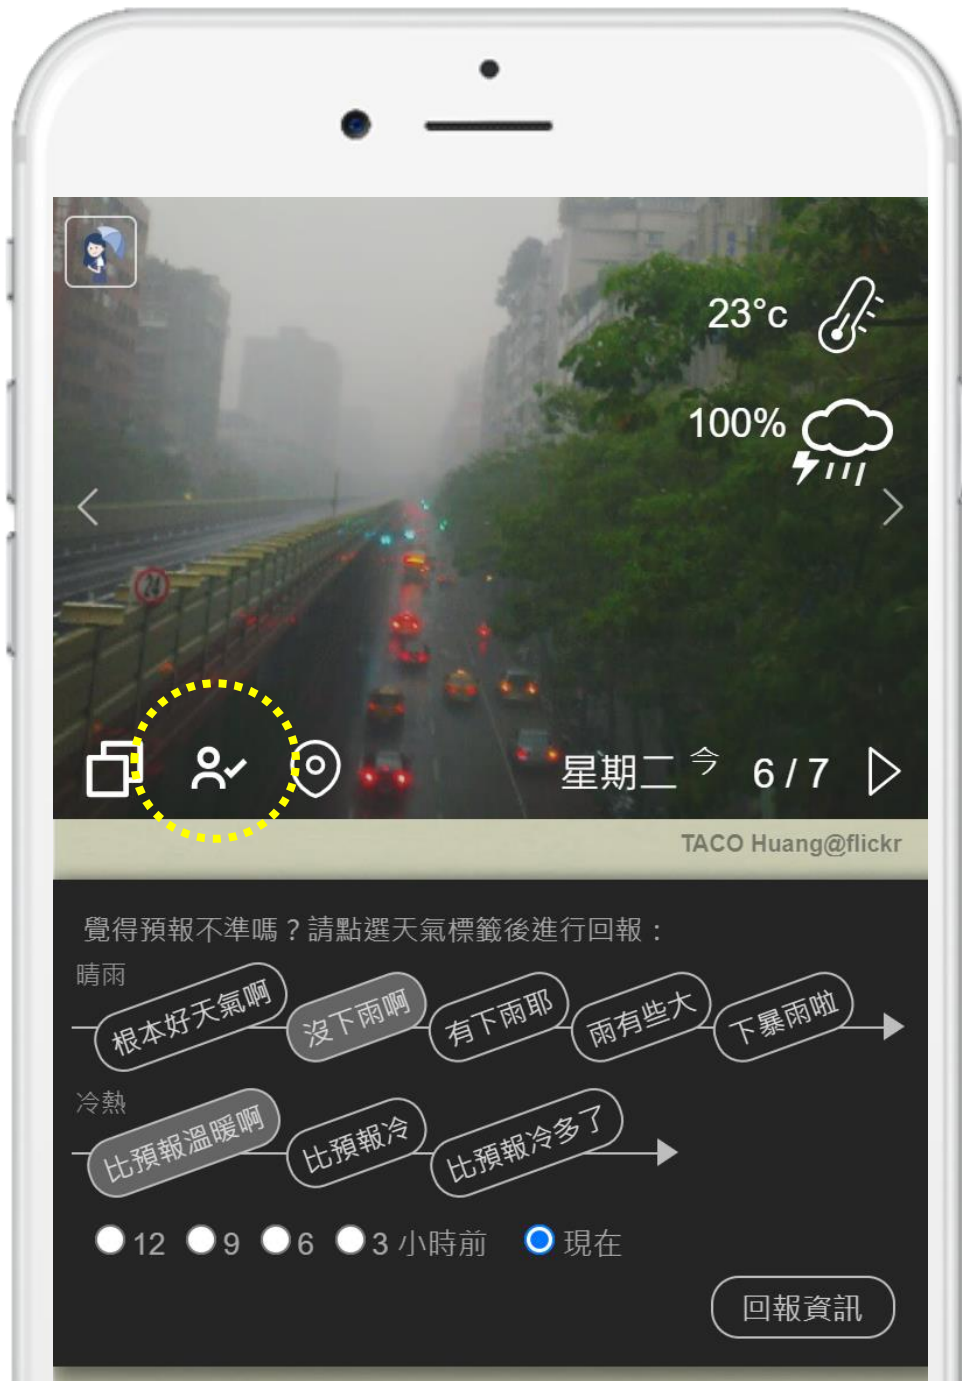 23°c
100%
24
星期二 今 6 / 7
TACO Huang@flickr
覺得預報不準嗎？請點選天氣標籤後進行回報：
晴雨
根本好天氣啊 沒下雨啊 有下雨耶 雨有些大 下暴雨啦
冷熱
比預報溫暖啊 比預報冷 比預報冷多了
12 9 6 3 小時前 現在
回報資訊